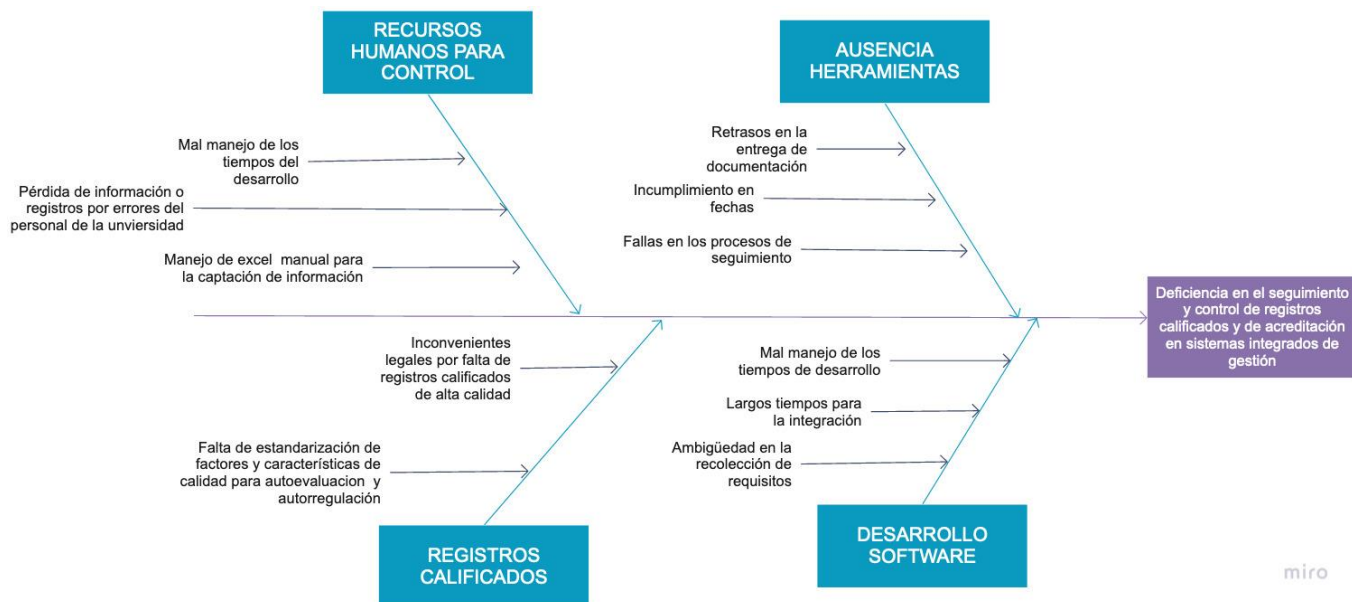 RECURSOS
HUMANOS PARA
CONTROL
AUSENCIA
HERRAMIENTAS
Mal manejo de los
tiempos del
desarrollo
Pérdida de información o
registros por errores del
personal de la unviersidad
Manejo de excel manual para
la captación de información
Retrasos en la
entrega de
documentación
Incumplimiento en
fechas
Fallas en los procesos de
seguimiento
Deficiencia en el seguimiento
y control de registros
calificados y de acreditación
en sistemas integrados de
gestión
Inconvenientes
legales por falta de
registros calificados
de alta calidad
Falta de estandarización de
factores y características de
calidad para autoevaluacion y
autorregulación
Mal manejo de los
tiempos de desarrollo
Largos tiempos para
la integración
Ambigüedad en la
recolección de
requisitos
REGISTROS
CALIFICADOS
DESARROLLO
SOFTWARE
miro